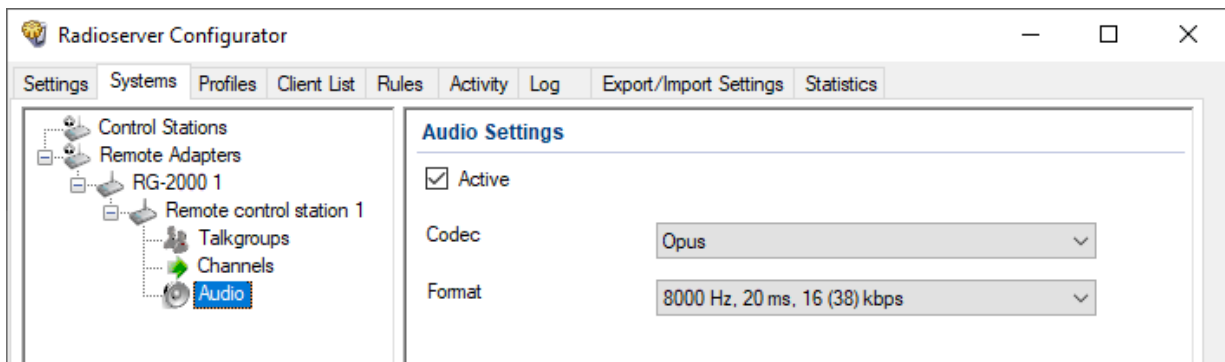 Radioserver Configurator
Settings Systems Profiles Client List Rules Activity Log Export/Import Settings Statistics
Control Stations
Remote Adapters
RG-2000 1
Remote control station 1
Talkgroups
Channels
Audio
Audio Settings
Active
Codec Opus
Format 8000 Hz, 20 ms, 16 (38) kbps